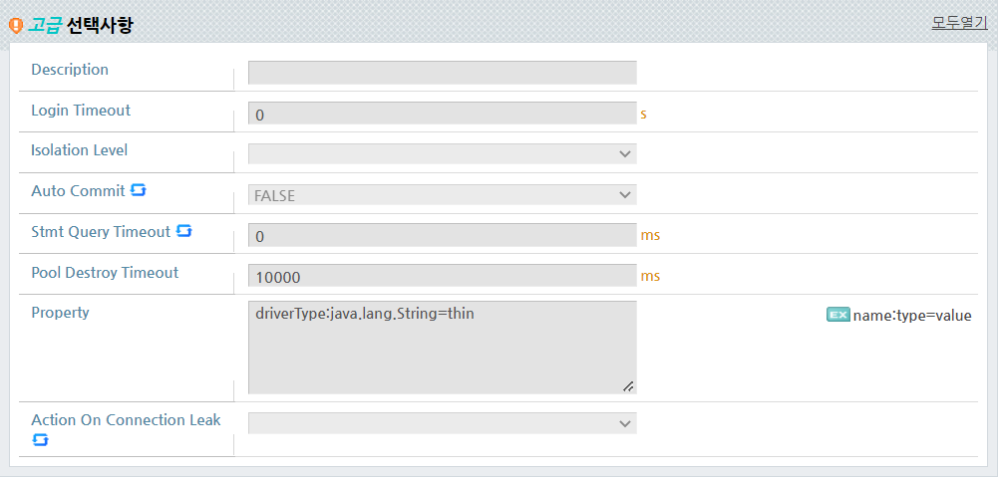 고급 선택사항
모두열기
Description
Login Timeout
0 s
Isolation Level
Auto Commit
FALSE
Stmt Query Timeout
0 ms
Pool Destroy Timeout
10000 ms
Property
driverType:java.lang.String=thin
EX name:type=value
Action On Connection Leak